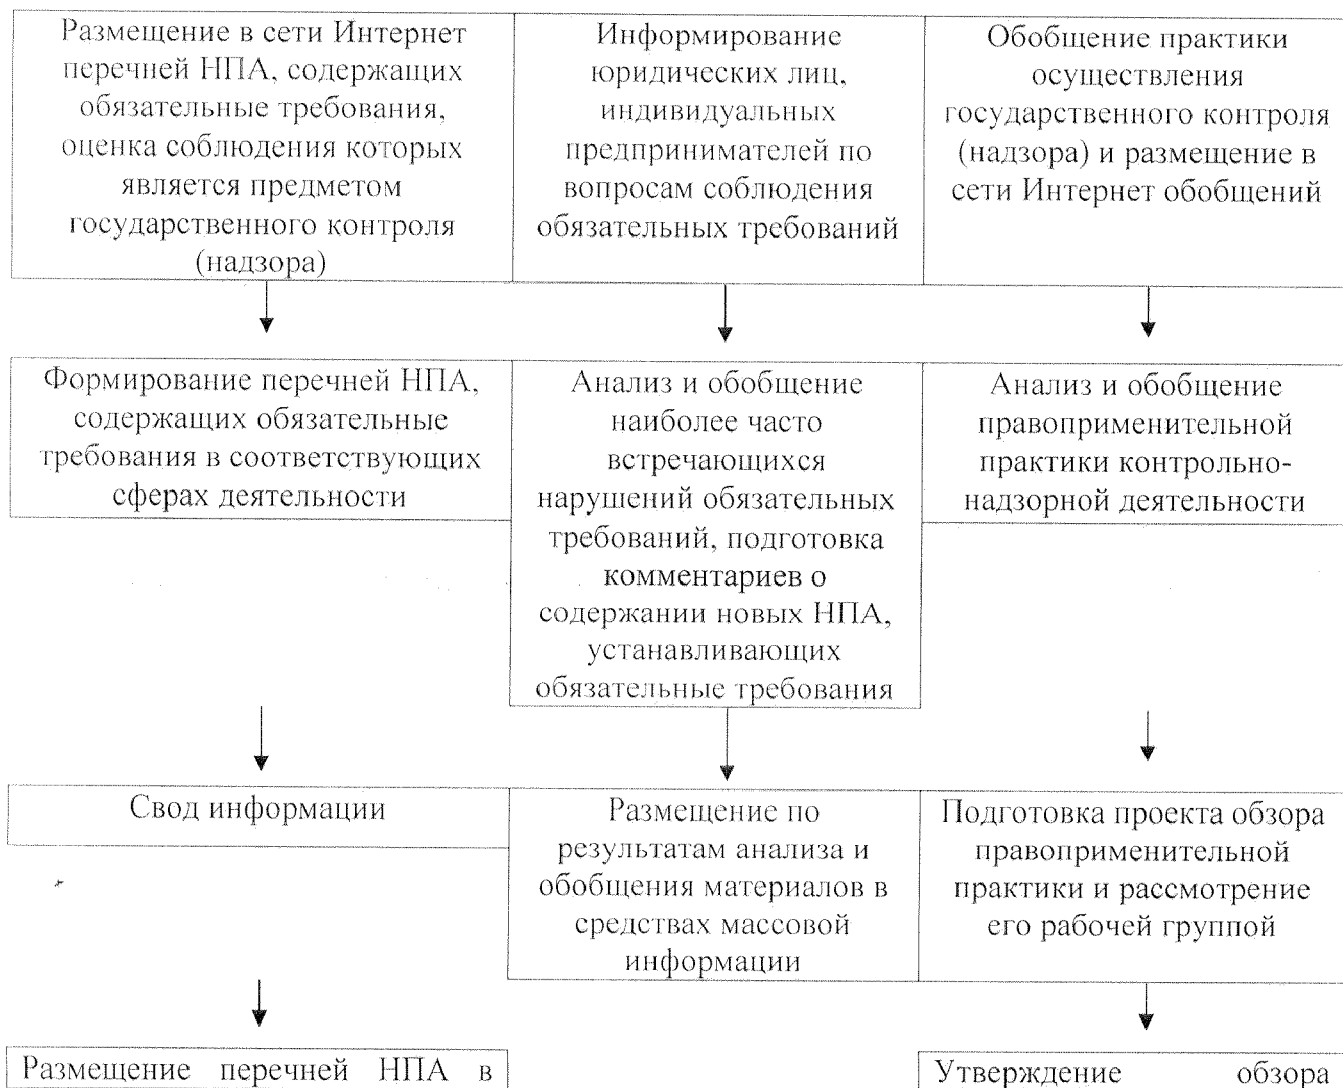 Размещение в сети Интернет
перечней НПА, содержащих
обязательные требования,
оценка соблюдения которых
является предметом
государственного контроля
(надзора)
Информирование
юридических лиц,
индивидуальных
предпринимателей по
вопросам соблюдения
обязательных требований
Обобщение практики
осуществления
государственного контроля
(надзора) и размещение в
сети Интернет обобщений
Формирование перечней НПА,
содержащих обязательные
требования в соответствующих
сферах деятельности
Анализ и обобщение
наиболее часто
встречающихся
нарушений обязательных
требований, подготовка
комментариев о
содержании новых НПА,
устанавливающих
обязательные требования
Анализ и обобщение
правоприменительной
практики контрольно-
надзорной деятельности
Свод информации
Размещение по
результатам анализа и
обобщения материалов в
средствах массовой
информации
Подготовка проекта обзора
правоприменительной
практики и рассмотрение
его рабочей группой
Размещение перечней НПА в
Утверждение обзора